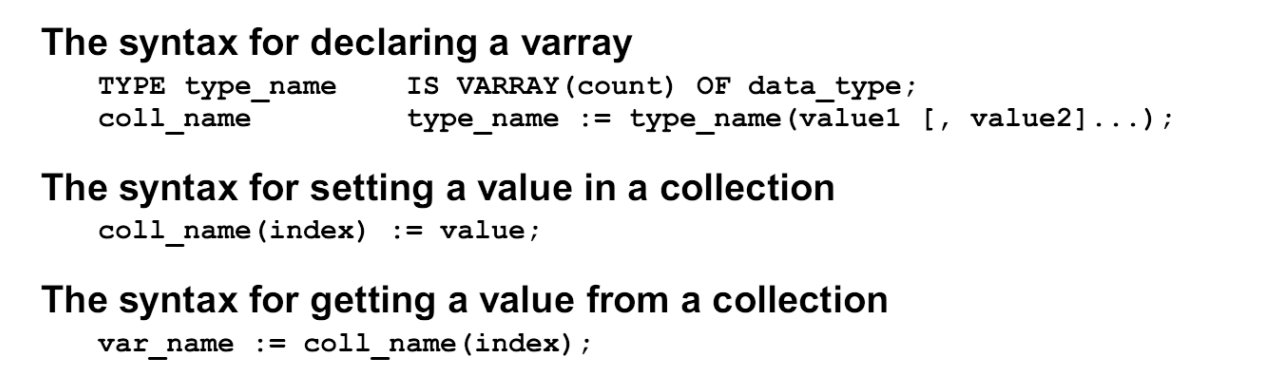 The syntax for declaring a varray
TYPE type_name IS VARRAY(count) OF data_type;
coll_name type_name := type_name(value1 [, value2]...);
The syntax for setting a value in a collection
coll_name(index) := value;
The syntax for getting a value from a collection
var_name := coll_name(index);